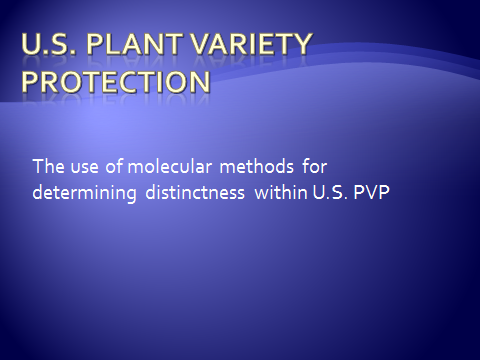 U.S. PLANT VARIETY
PROTECTION
The use of molecular methods for
determining distinctness within U.S. PVP